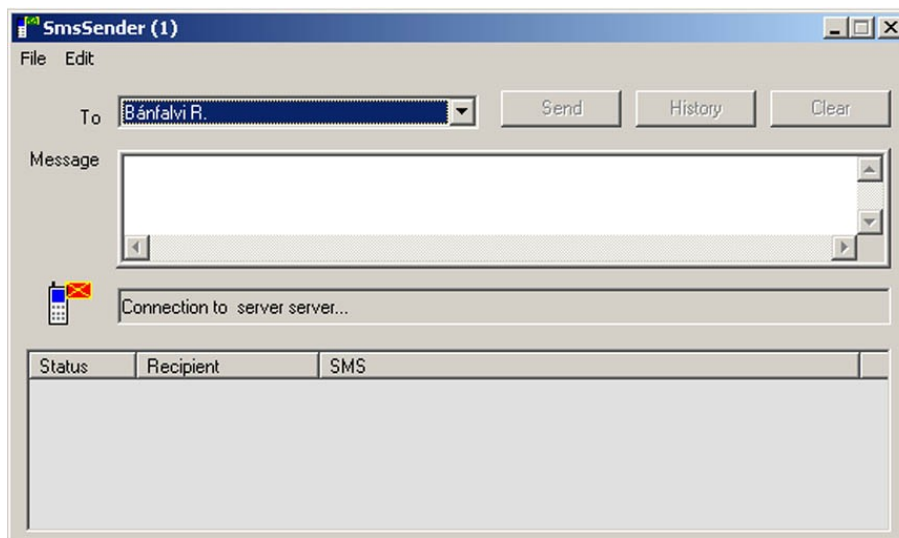 SmsSender (1)
File Edit
To Bánfalvi R. Send History Clear
Message
Connection to server server...
Status Recipient SMS